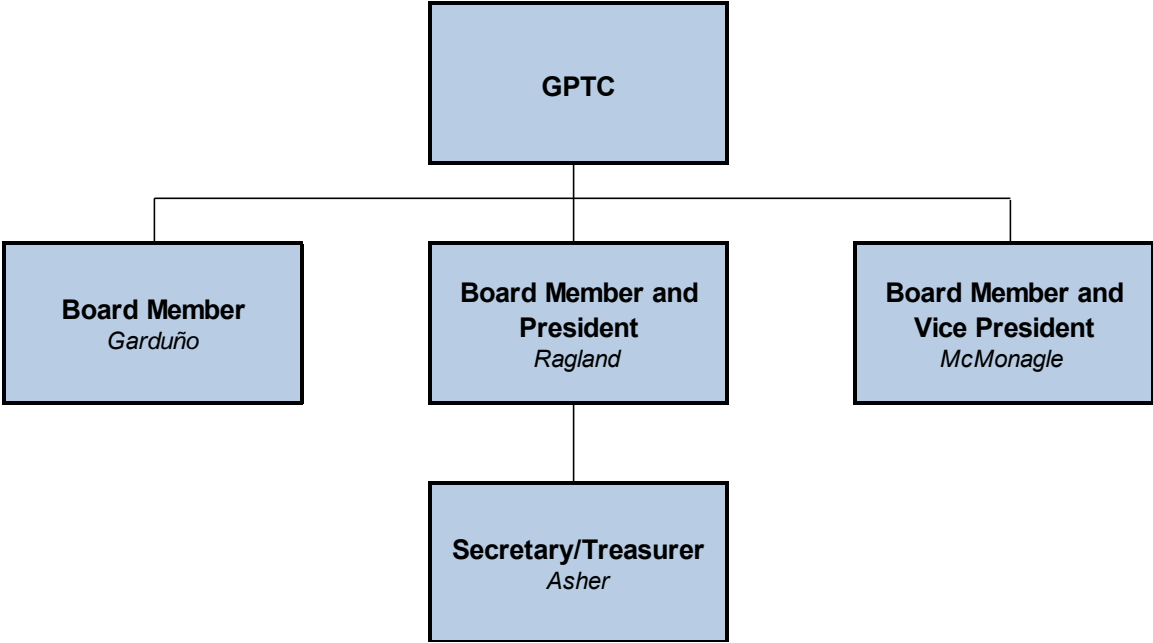 GPTC
Board Member
Garduño
Board Member and
President
Ragland
Board Member and
Vice President
McMonagle
Secretary/Treasurer
Asher